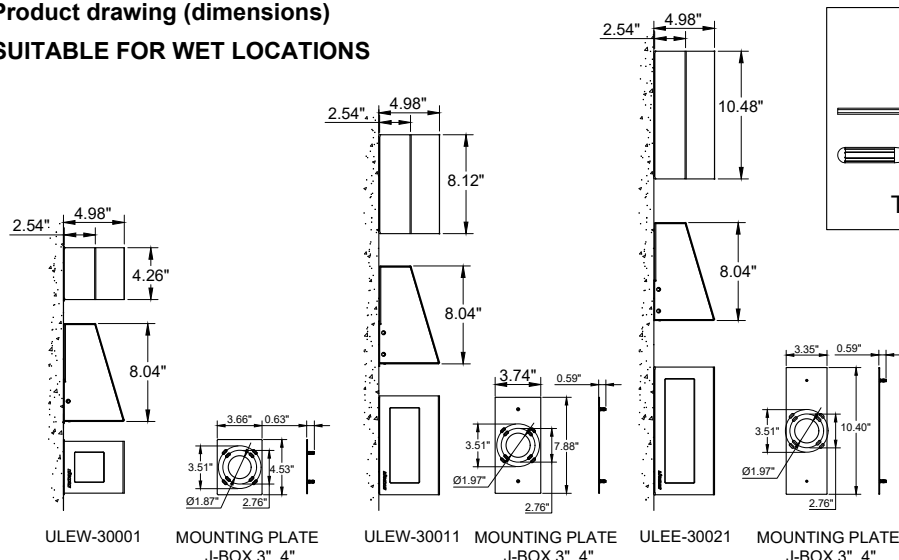 Product drawing (dimensions)
SUITABLE FOR WET LOCATIONS
2.54" 4.98"
4.26"
8.04"
3.66" 0.63"
3.51" 4.53"
Ø1.87" 2.76"
ULEW-30001
MOUNTING PLATE
J-BOX 3", 4"
2.54" 4.98"
8.12"
8.04"
3.74" 0.59"
3.51" 7.88"
Ø1.97"
2.76"
ULEW-30011
MOUNTING PLATE
J-BOX 3", 4"
2.54" 4.98"
10.48"
8.04"
3.35" 0.59"
3.51" 10.40"
Ø1.97"
2.76"
ULEE-30021
MOUNTING PLATE
J-BOX 3", 4"
T